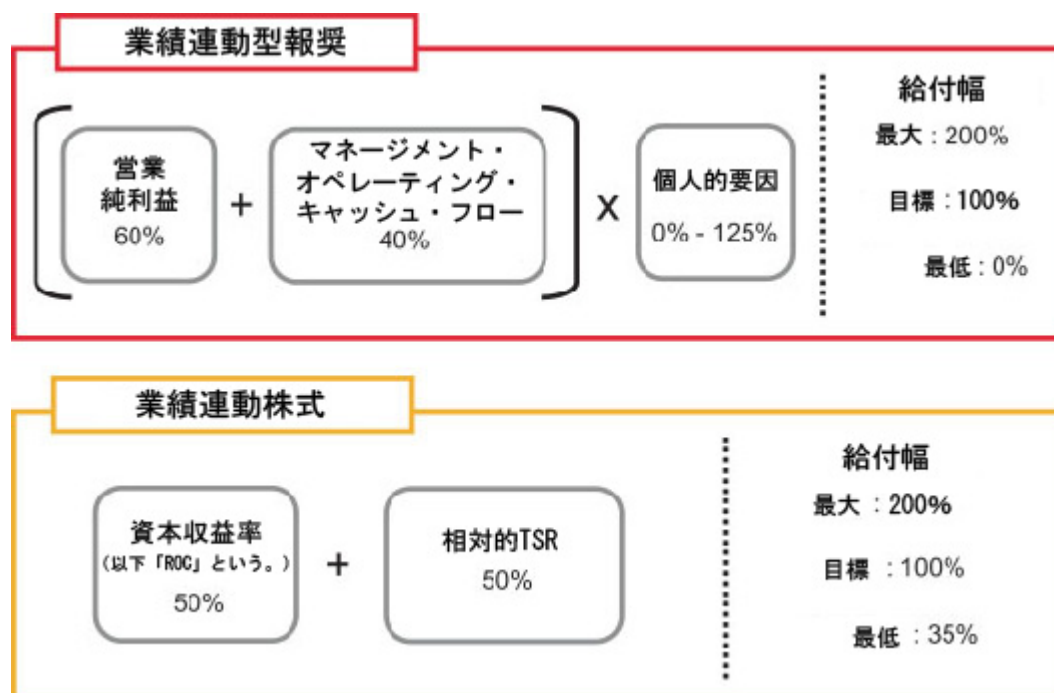 業績連動型報奨
営業
純利益
60%
+
マネージメント・
オペレーティング・
キャッシュ・フロー
40%
X
個人的要因
0% - 125%
給付幅
最大 : 200%
目標 : 100%
最低 : 0%
業績連動株式
資本収益率
(以下「ROC」という。)
50%
+
相対的TSR
50%
給付幅
最大 : 200%
目標 : 100%
最低 : 35%